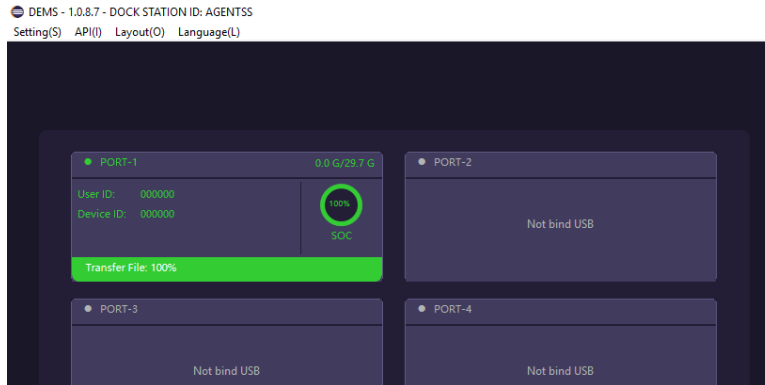 DEMS - 1.0.8.7 - DOCK STATION ID: AGENTSS
Setting(S) API(I) Layout(O) Language(L)
PORT-1 0.0 G/29.7 G
User ID: 000000
Device ID: 000000
100%
SOC
Transfer File: 100%
PORT-2
Not bind USB
PORT-3
Not bind USB
PORT-4
Not bind USB